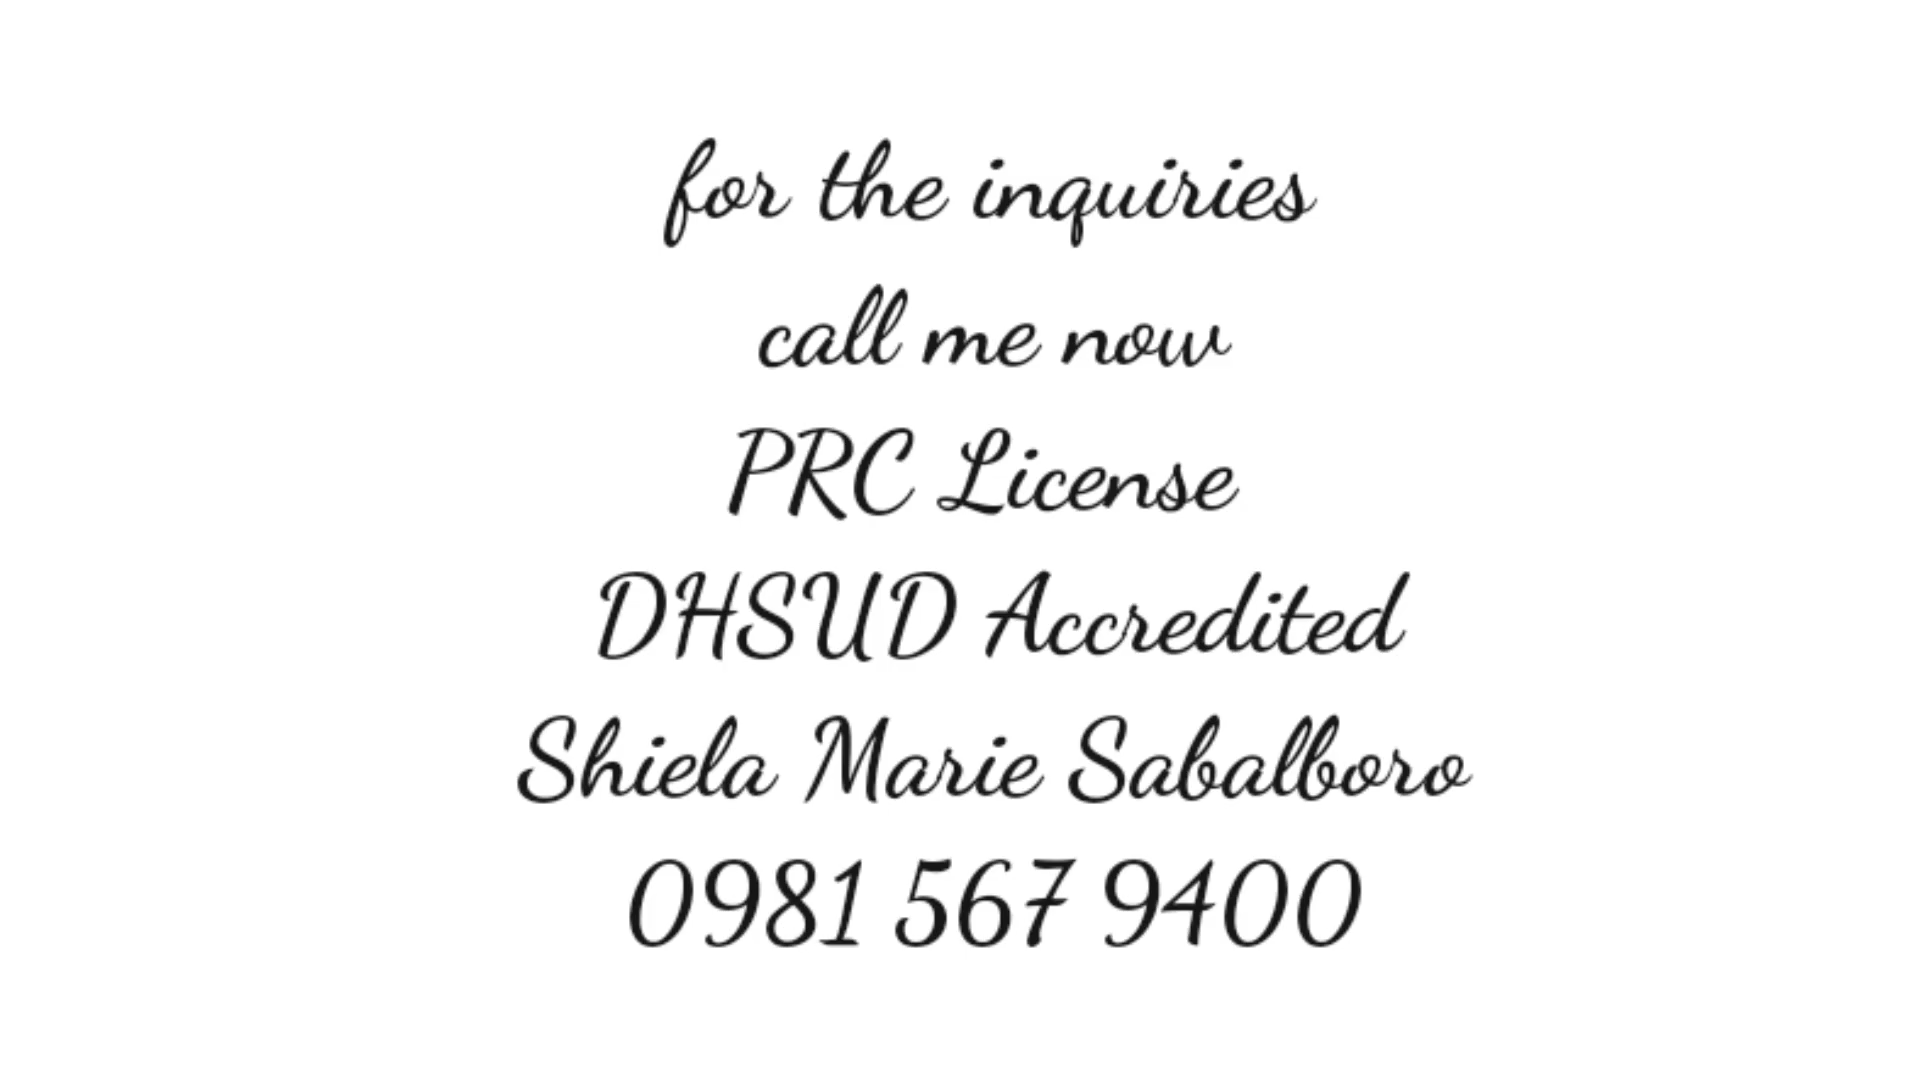 for the inquiries
call me now
PRC License
DHSUD Accredited
Shiela Marie Sabalboro
0981 567 9400